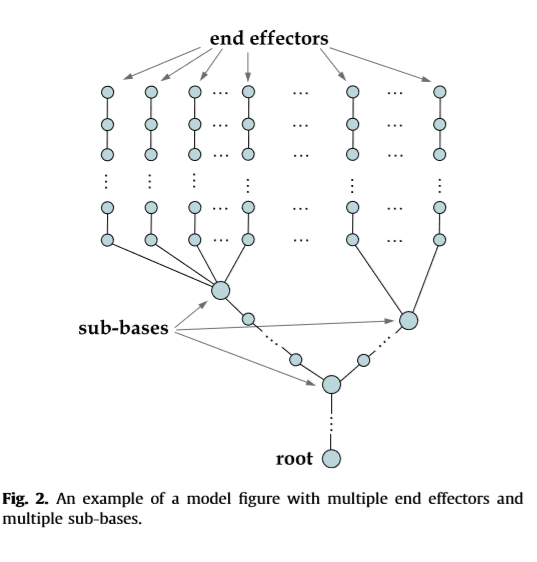 end effectors
sub-bases
root
Fig. 2. An example of a model figure with multiple end effectors and
multiple sub-bases.